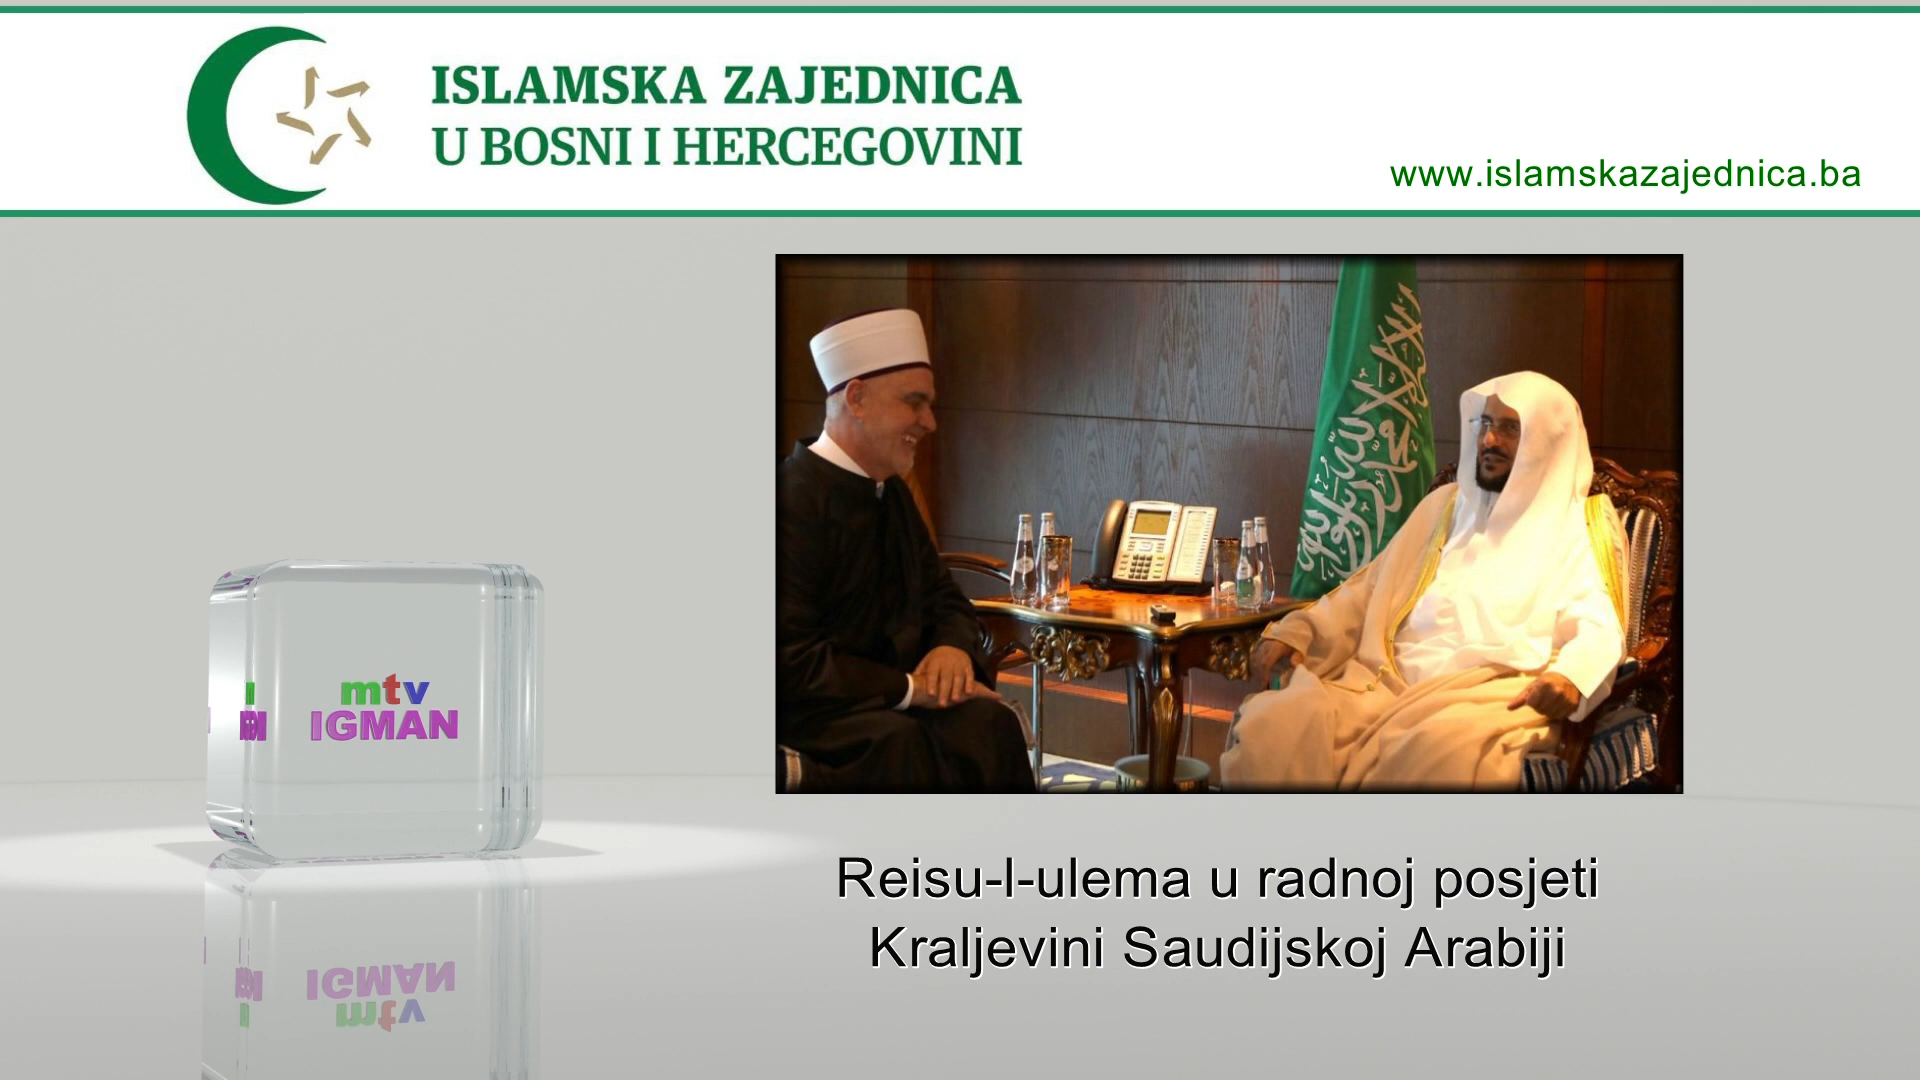 ISLAMSKA ZAJEDNICA
U BOSNI I HERCEGOVINI
www.islamskazajednica.ba
mtv
IGMAN
Reisu-l-ulema u radnoj posjeti
Kraljevini Saudijskoj Arabiji